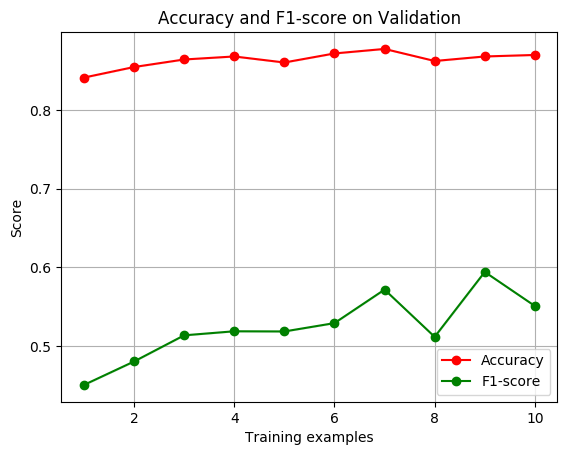 Accuracy and F1-score on Validation
Score
0.8
0.7
0.6
0.5
Accuracy
F1-score
2 4 6 8 10
Training examples